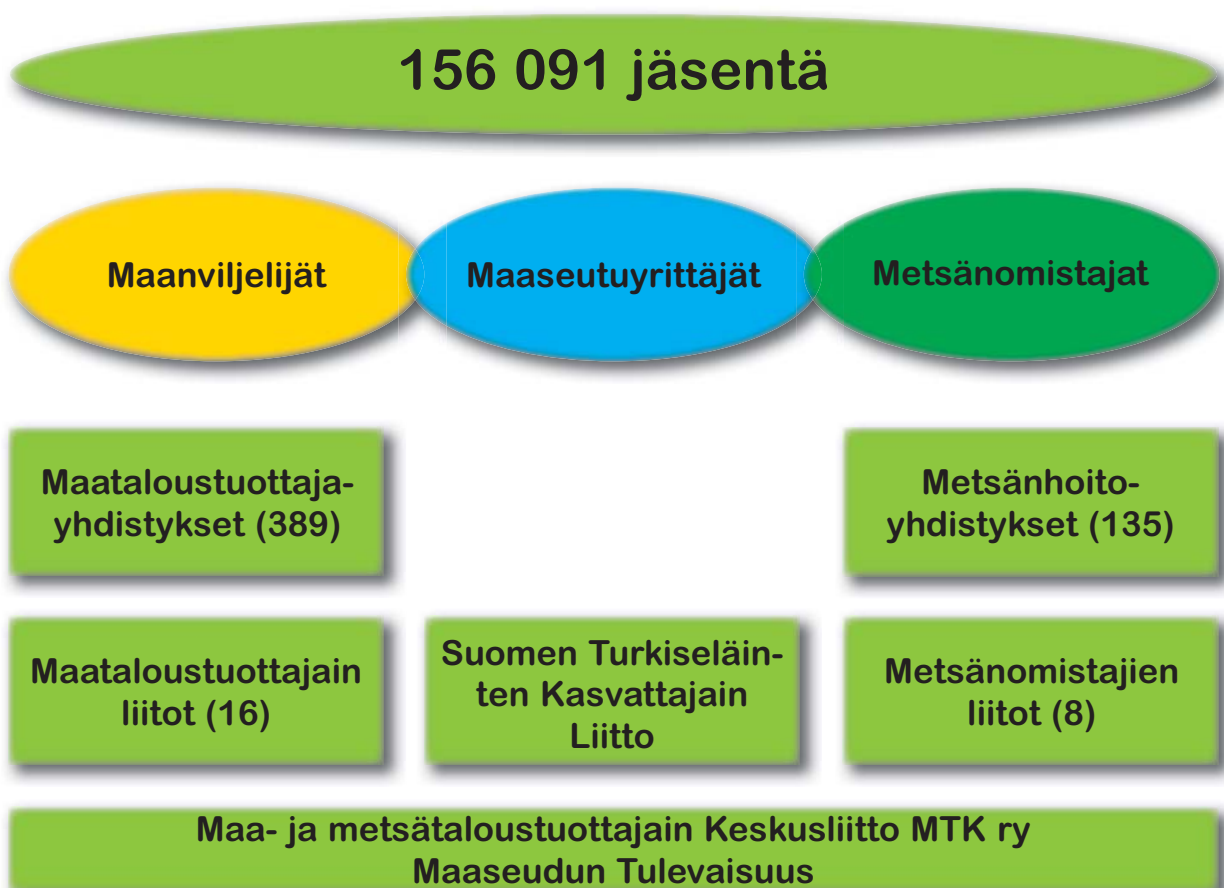 156 091 jäsentä
Maanviljelijät
Maaseutuyrittäjät
Metsänomistajat
Maataloustuottaja-
yhdistykset (389)
Metsänhoito-
yhdistykset (135)
Maataloustuottajain
liitot (16)
Suomen Turkiseläin-
ten Kasvattajain
Liitto
Metsänomistajien
liitot (8)
Maa- ja metsätaloustuottajain Keskusliitto MTK ry
Maaseudun Tulevaisuus